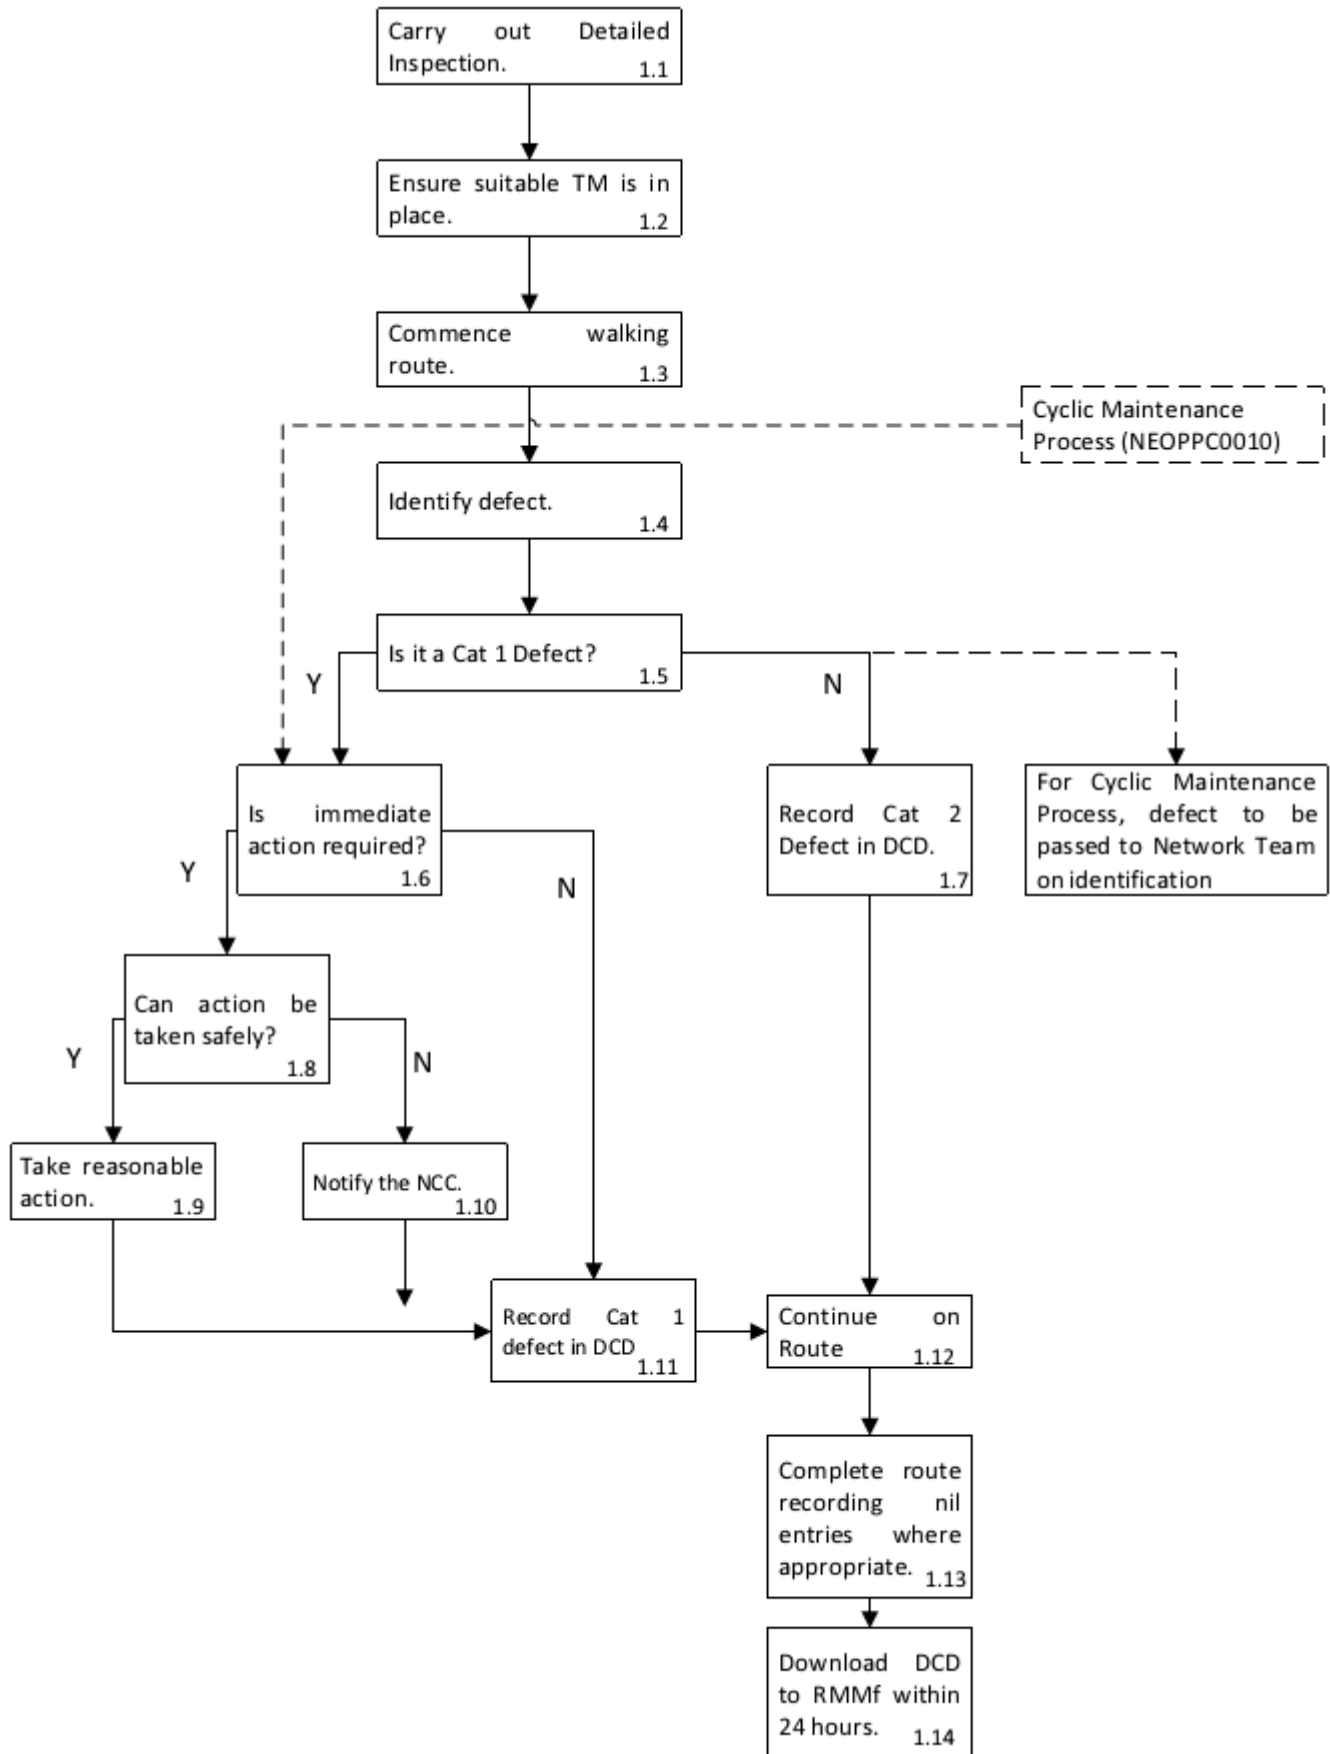 Carry out Detailed
Inspection.
1.1
Ensure suitable TM is in
place.
1.2
Commence walking
route.
1.3
Cyclic Maintenance
Process (NEOPPC0010)
Identify defect.
1.4
Is it a Cat 1 Defect?
1.5
Y
N
Is immediate
action required?
1.6
Record Cat 2
Defect in DCD.
1.7
For Cyclic Maintenance
Process, defect to be
passed to Network Team
on identification
Y
N
Can action be
taken safely?
1.8
Y
N
Take reasonable
action.
1.9
Notify the NCC.
1.10
Record Cat 1
defect in DCD
1.11
Continue on
Route
1.12
Complete route
recording nil
entries where
appropriate.
1.13
Download DCD
to RMMf within
24 hours.
1.14